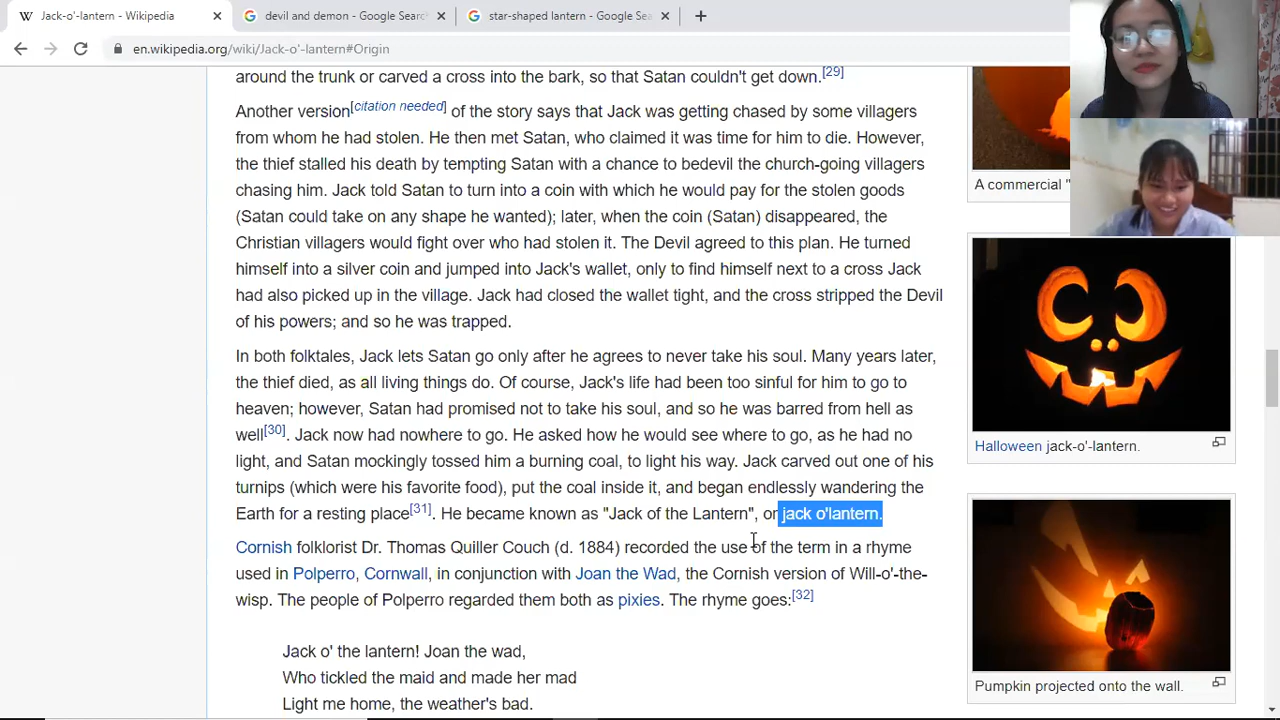 Jack-o'-lantern - Wikipedia
devil and demon - Google Sear
star-shaped lantern - Google Se
en.wikipedia.org/wiki/Jack-o'-lantern#Origin
around the trunk or carved a cross into the bark, so that Satan couldn't get down.[29]
Another version[citation needed] of the story says that Jack was getting chased by some villagers
from whom he had stolen. He then met Satan, who claimed it was time for him to die. However,
the thief stalled his death by tempting Satan with a chance to bedevil the church-going villagers
chasing him. Jack told Satan to turn into a coin with which he would pay for the stolen goods
(Satan could take on any shape he wanted); later, when the coin (Satan) disappeared, the
Christian villagers would fight over who had stolen it. The Devil agreed to this plan. He turned
himself into a silver coin and jumped into Jack's wallet, only to find himself next to a cross Jack
had also picked up in the village. Jack had closed the wallet tight, and the cross stripped the Devil
of his powers; and so he was trapped.
In both folktales, Jack lets Satan go only after he agrees to never take his soul. Many years later,
the thief died, as all living things do. Of course, Jack's life had been too sinful for him to go to
heaven; however, Satan had promised not to take his soul, and so he was barred from hell as
well[30]. Jack now had nowhere to go. He asked how he would see where to go, as he had no
light, and Satan mockingly tossed him a burning coal, to light his way. Jack carved out one of his
turnips (which were his favorite food), put the coal inside it, and began endlessly wandering the
Earth for a resting place[31]. He became known as "Jack of the Lantern", or jack o'lantern.
Cornish folklorist Dr. Thomas Quiller Couch (d. 1884) recorded the use of the term in a rhyme
used in Polperro, Cornwall, in conjunction with Joan the Wad, the Cornish version of Will-o'-the-
wisp. The people of Polperro regarded them both as pixies. The rhyme goes:[32]
Jack o' the lantern! Joan the wad,
Who tickled the maid and made her mad
Light me home, the weather's bad.
A commercial "
Halloween jack-o'-lantern.
Pumpkin projected onto the wall.